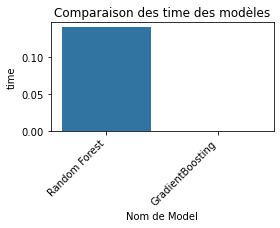 Comparaison des time des modèles
time
0.10
0.05
0.00
Random Forest
GradientBoosting
Nom de Model